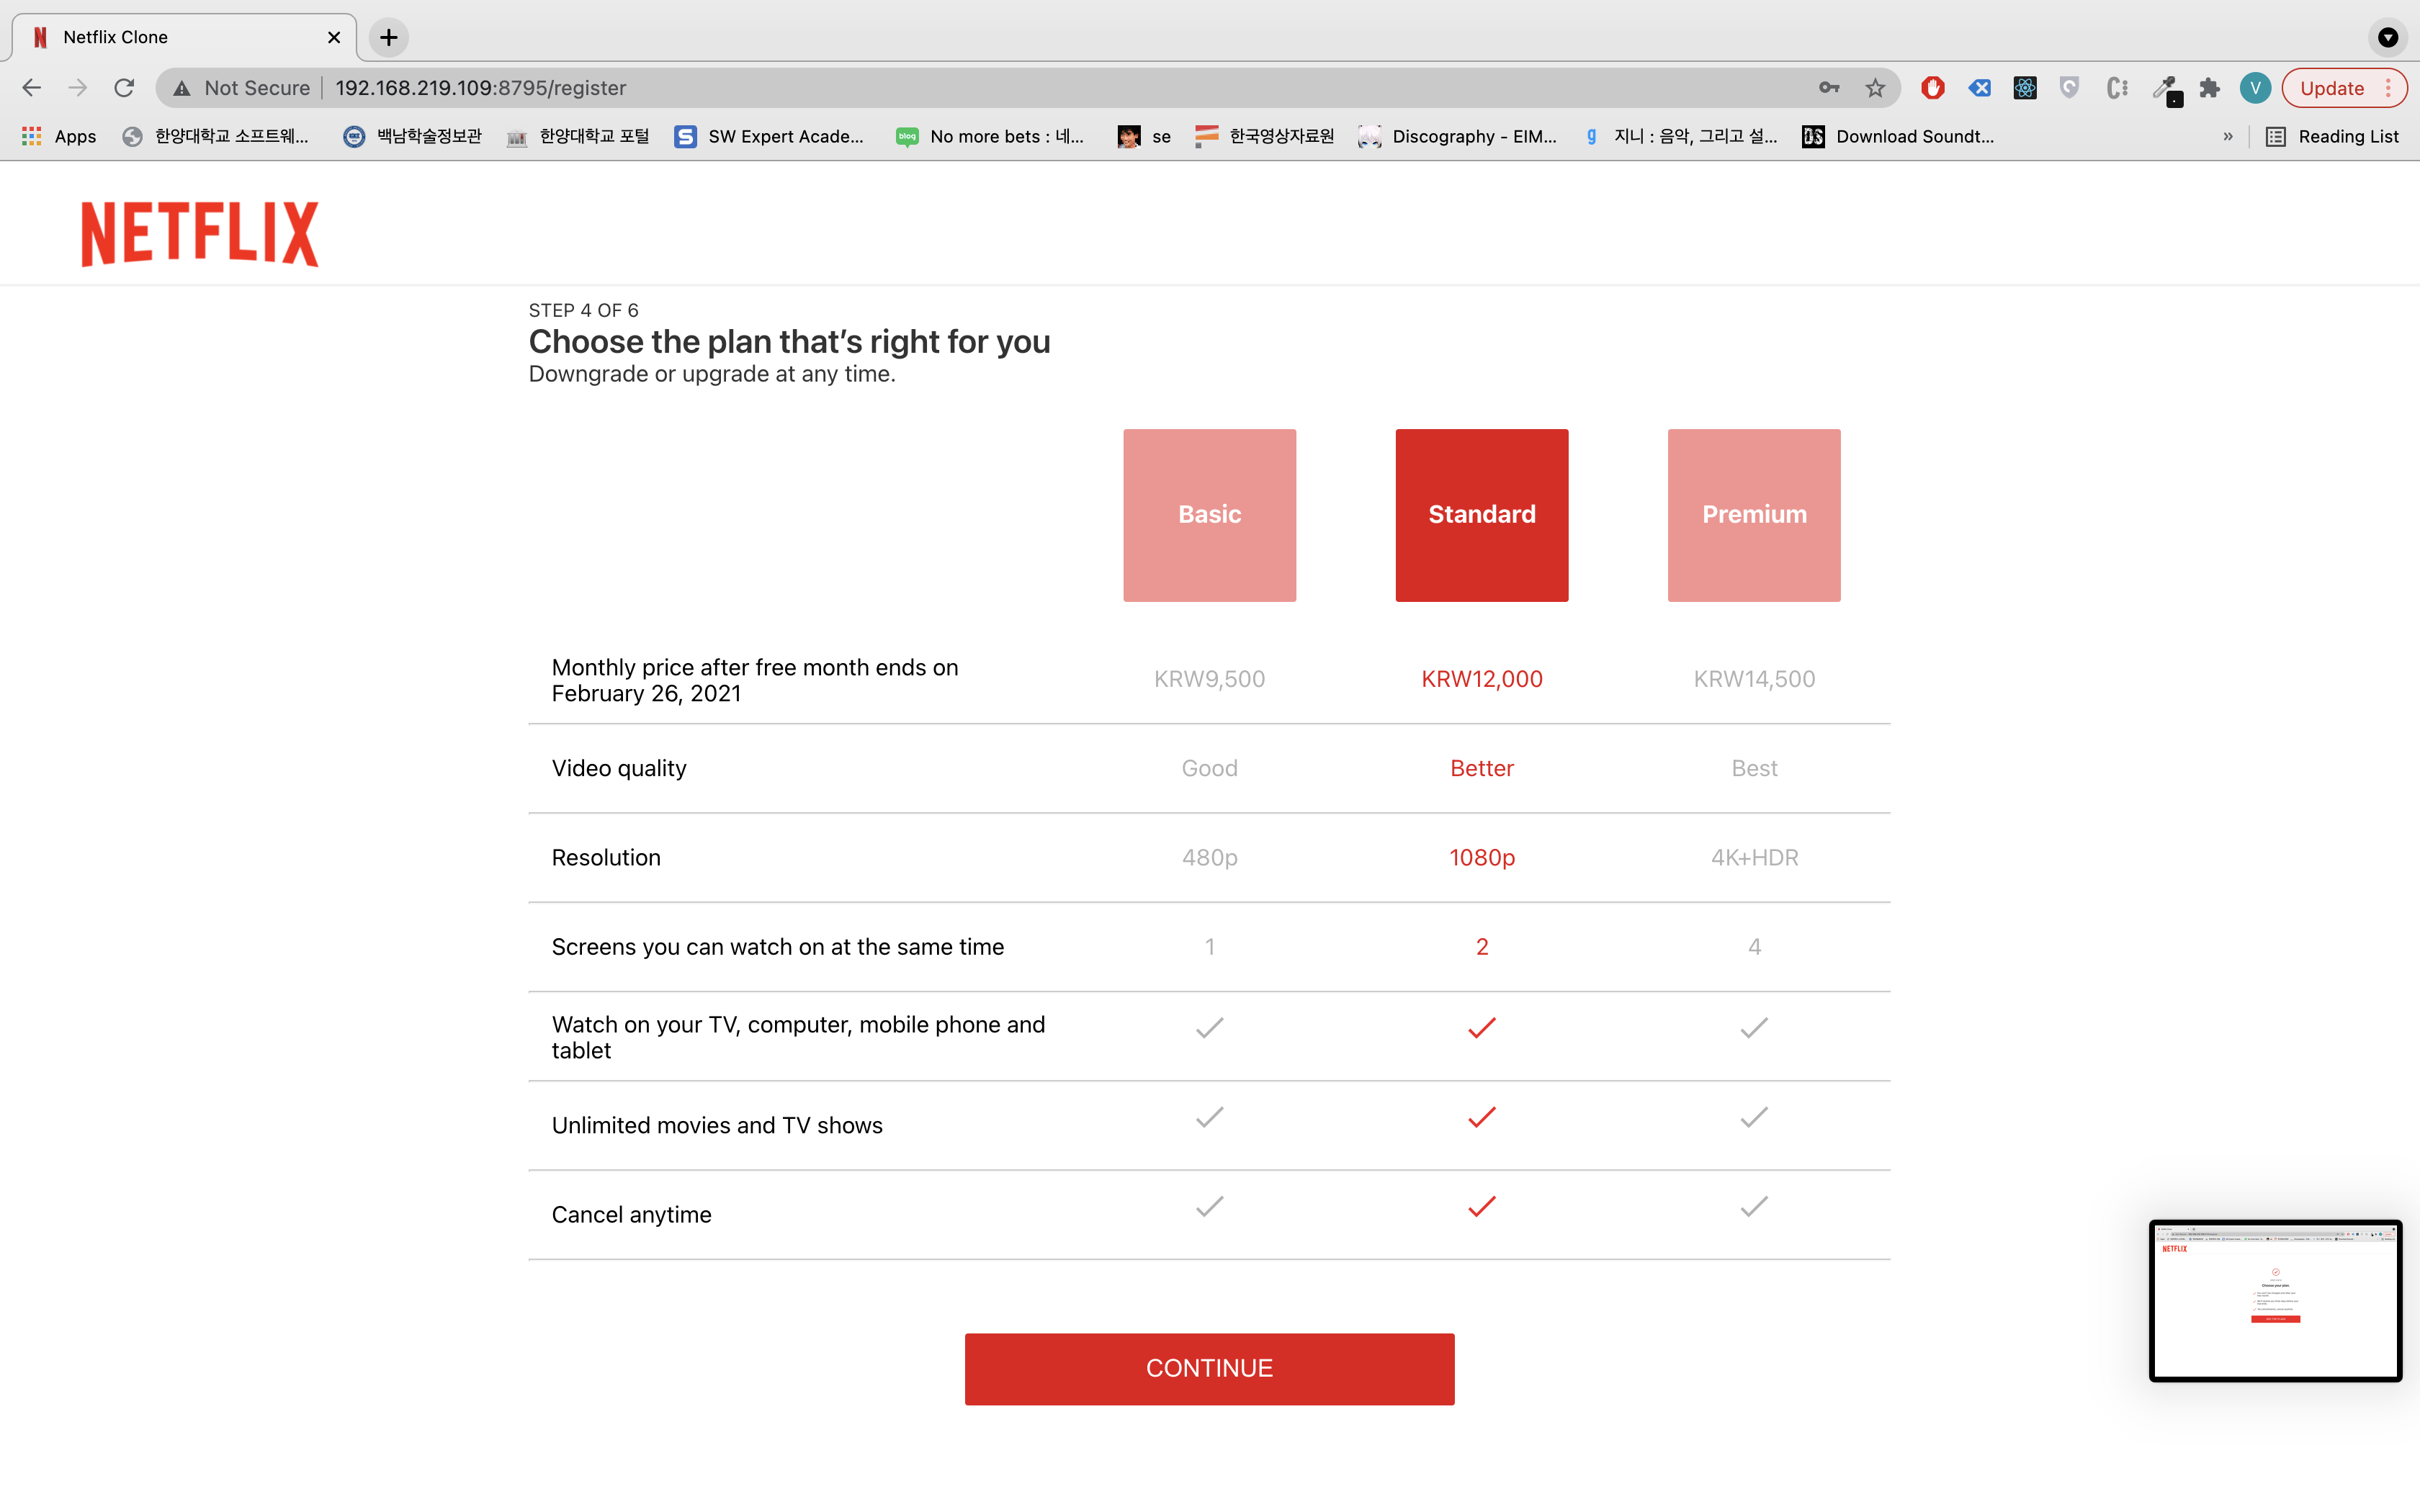 Netflix Clone
Not Secure
192.168.219.109:8795/register
V
Update
Apps
한양대학교 소프트웨...
백남학술정보관
한양대학교 포털
S
SW Expert Acade...
blog
No more bets : 네...
se
한국영상자료원
Discography - EIM...
g
지니 : 음악, 그리고 설...
Download Soundt...
»
Reading List
NETFLIX
STEP 4 OF 6
Choose the plan that’s right for you
Downgrade or upgrade at any time.
Basic
Standard
Premium
Monthly price after free month ends on
February 26, 2021
KRW9,500
KRW12,000
KRW14,500
Video quality
Good
Better
Best
Resolution
480p
1080p
4K+HDR
Screens you can watch on at the same time
1
2
4
Watch on your TV, computer, mobile phone and
tablet
Unlimited movies and TV shows
Cancel anytime
CONTINUE
NETFLIX
Choose your plan.